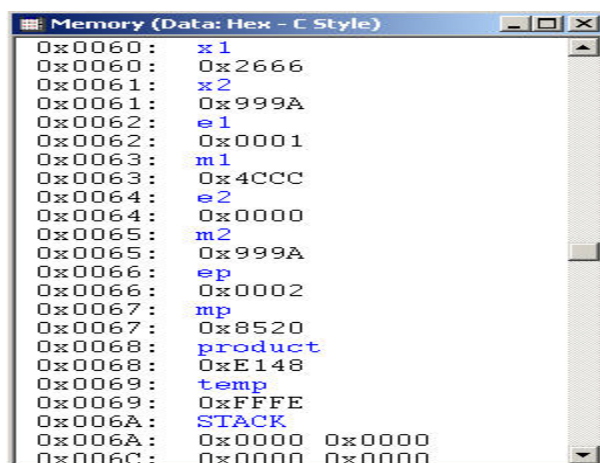 Memory (Data: Hex - C Style)
0x0060: x1
0x0060: 0x2666
0x0061: x2
0x0061: 0x999A
0x0062: e1
0x0062: 0x0001
0x0063: m1
0x0063: 0x4CCC
0x0064: e2
0x0064: 0x0000
0x0065: m2
0x0065: 0x999A
0x0066: ep
0x0066: 0x0002
0x0067: mp
0x0067: 0x8520
0x0068: product
0x0068: 0xE148
0x0069: temp
0x0069: 0xFFFE
0x006A: STACK
0x006A: 0x0000 0x0000
0x006C: 0x0000 0x0000